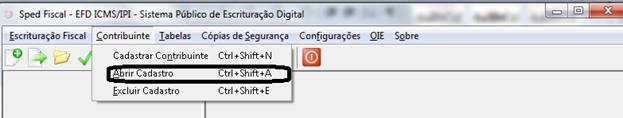 Sped Fiscal - EFD ICMS/IPI - Sistema Público de Escrituração Digital
Escrituração Fiscal Contribuinte Tabelas Cópias de Segurança Configurações OIE Sobre
Cadastrar Contribuinte Ctrl+Shift+N
Abrir Cadastro Ctrl+Shift+A
Excluir Cadastro Ctrl+Shift+E